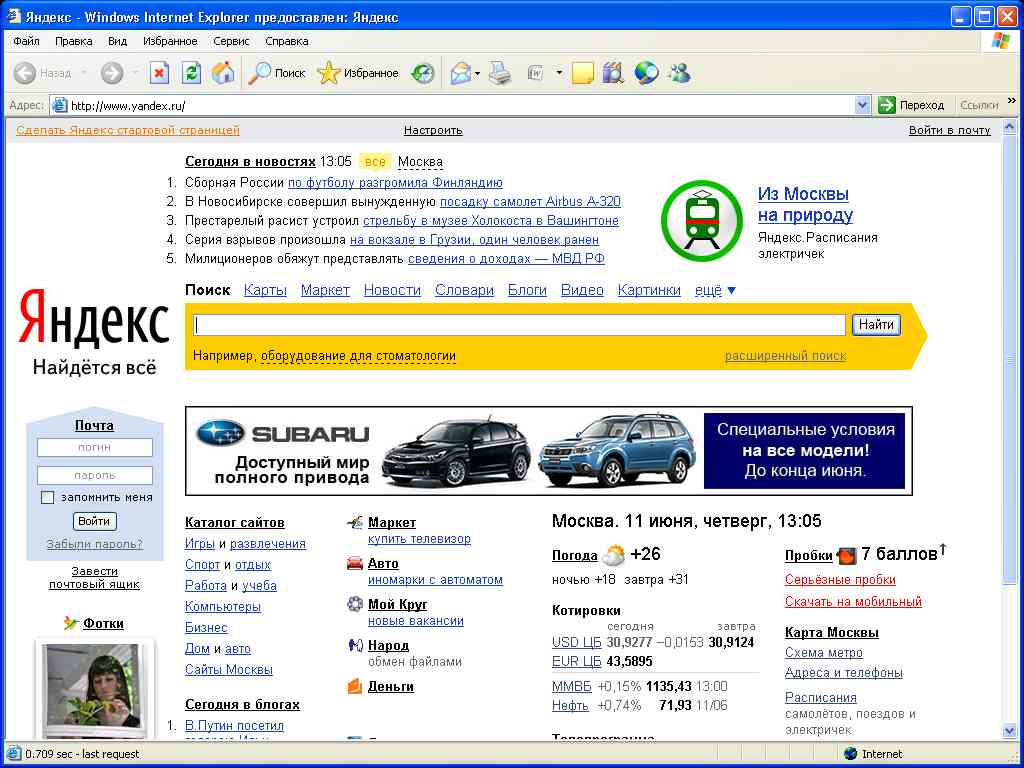 Яндекс - Windows Internet Explorer предоставлен: Яндекс
Файл Правка Вид Избранное Сервис Справка
Назад Поиск Избранное
Адрес: http://www.yandex.ru/ Переход Ссылки »
Сделать Яндекс стартовой страницей Настроить Войти в почту
Сегодня в новостях 13:05 все Москва
1. Сборная России по футболу разгромила Финляндию
2. В Новосибирске совершил вынужденную посадку самолет Airbus A-320
3. Престарелый расист устроил стрельбу в музее Холокоста в Вашингтоне
4. Серия взрывов произошла на вокзале в Грузии, один человек ранен
5. Милиционеров обяжут представлять сведения о доходах — МВД РФ
Из Москвы
на природу
Яндекс.Расписания
электричек
Поиск Карты Маркет Новости Словари Блоги Видео Картинки ещё ▼
Яндекс
Найдётся всё
Найти
Например, оборудование для стоматологии расширенный поиск
Почта
логин
пароль
запомнить меня
Войти
Забыли пароль?
Завести
почтовый ящик
Фотки
SUBARU
Доступный мир
полного привода
Специальные условия
на все модели!
До конца июня.
Каталог сайтов
Игры и развлечения
Спорт и отдых
Работа и учеба
Компьютеры
Бизнес
Дом и авто
Сайты Москвы
Сегодня в блогах
1. В.Путин посетил
Маркет
купить телевизор
Авто
иномарки с автоматом
Мой Круг
новые вакансии
Народ
обмен файлами
Деньги
Москва. 11 июня, четверг, 13:05
Погода +26
ночью +18 завтра +31
Котировки
сегодня завтра
USD ЦБ 30,9277 −0,0153 30,9124
EUR ЦБ 43,5895
ММВБ +0,15% 1135,43 13:00
Нефть +0,74% 71,93 11/06
Телепрограмма
Пробки 7 баллов↑
Серьёзные пробки
Скачать на мобильный
Карта Москвы
Схема метро
Адреса и телефоны
Расписания
самолётов, поездов и
электричек
0.709 sec - last request Internet